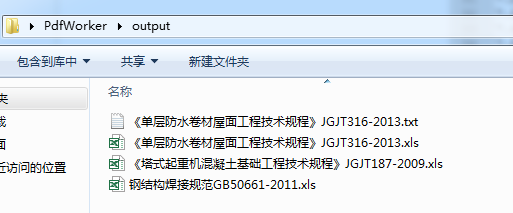 PdfWorker ▸ output
包含到库中 共享 新建文件夹
夹 名称
《单层防水卷材屋面工程技术规程》JGJT316-2013.txt
载 《单层防水卷材屋面工程技术规程》JGJT316-2013.xls
面 《塔式起重机混凝土基础工程技术规程》JGJT187-2009.xls
近访问的位置 钢结构焊接规范GB50661-2011.xls